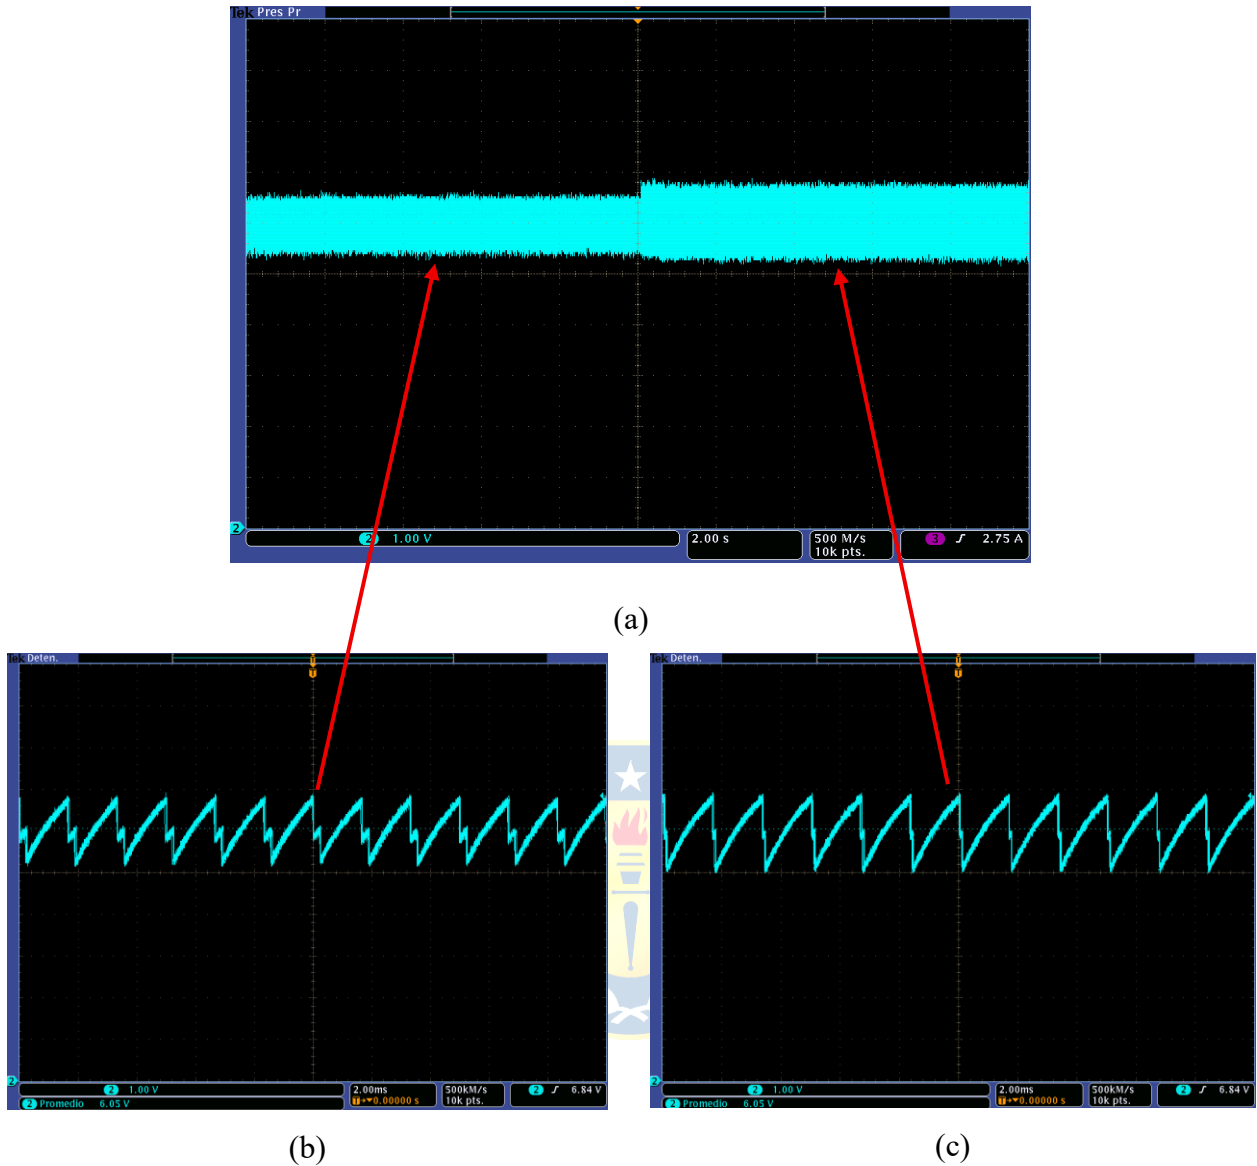 Tek Pres Pr
2
2 1.00 V 2.00 s 500 M/s 3 2.75 A
10k pts.
(a)
Tek Deten.
T
2
2 1.00 V 2.00ms 500kM/s 2 6.84 V
2 Promedio 6.05 V T→▼0.00000 s 10k pts.
(b)
Tek Deten.
T
2 1.00 V 2.00ms 500kM/s 2 6.84 V
2 Promedio 6.05 V T→▼0.00000 s 10k pts.
(c)